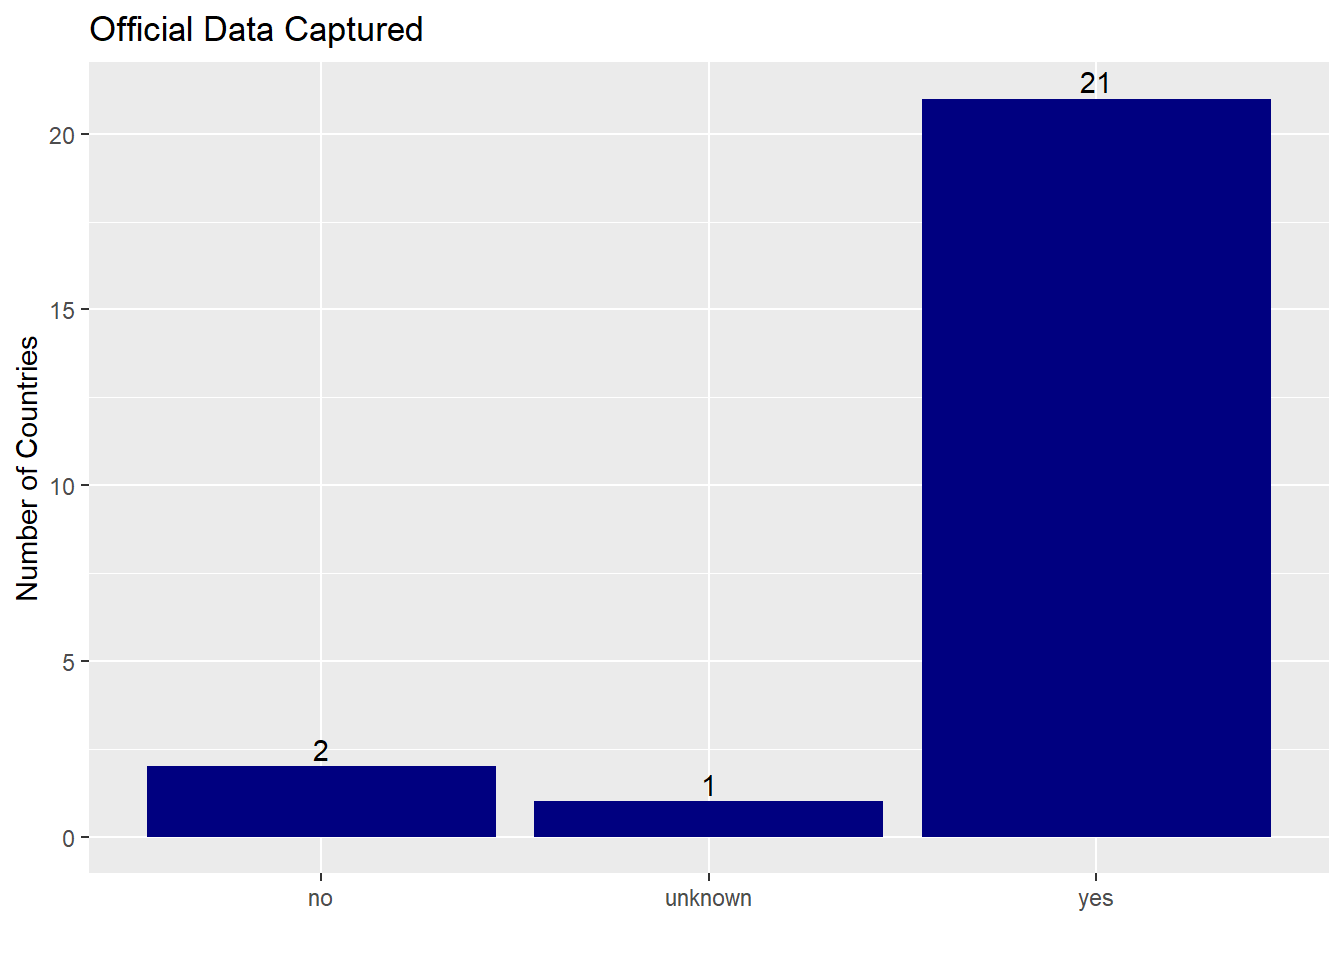 Official Data Captured
21
20
15
Number of Countries
10
5
2
1
0
no
unknown
yes